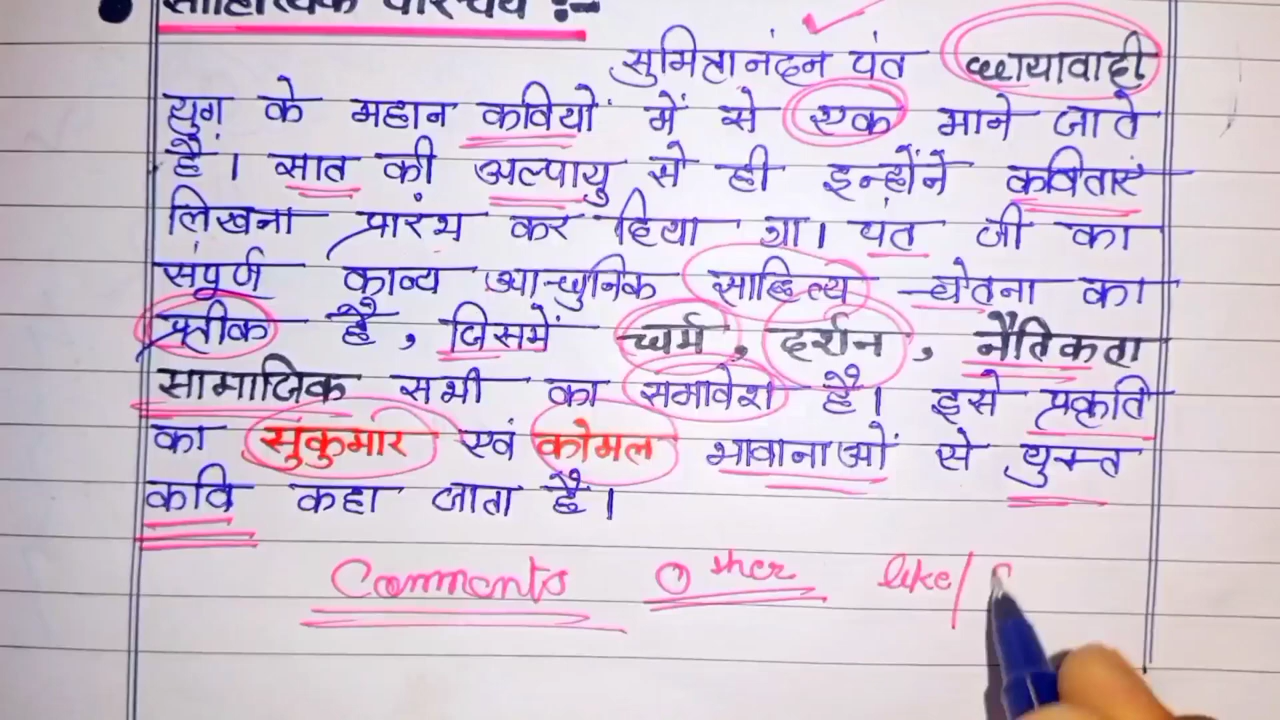 साहित्यिक परिचय :-
सुमित्रानंदन पंत छायावादी
युग के महान कवियों में से एक माने जाते
हैं। सात की अल्पायु से ही इन्होंने कविताएं
लिखना प्रारंभ कर दिया था। पंत जी का
संपूर्ण काव्य आधुनिक साहित्य चेतना का
प्रतीक है, जिसमें धर्म, दर्शन, नैतिकता
सामाजिक सभी का समावेश है। इसे प्रकृति
का सुकुमार एवं कोमल भावानाओं से युक्त
कवि कहा जाता है।
Comments Other like/